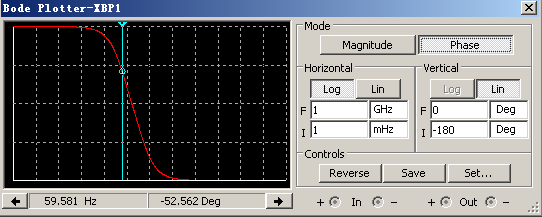 Bode Plotter-XBP1
Mode
Magnitude Phase
Horizontal Vertical
Log Lin Log Lin
F 1 GHz F 0 Deg
I 1 mHz I -180 Deg
Controls
Reverse Save Set...
59.581 Hz -52.562 Deg + In - + Out -